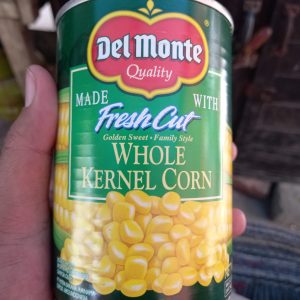 Del Monte
Quality
MADE WITH
Fresh Cut
Golden Sweet • Family Style
WHOLE
KERNEL CORN